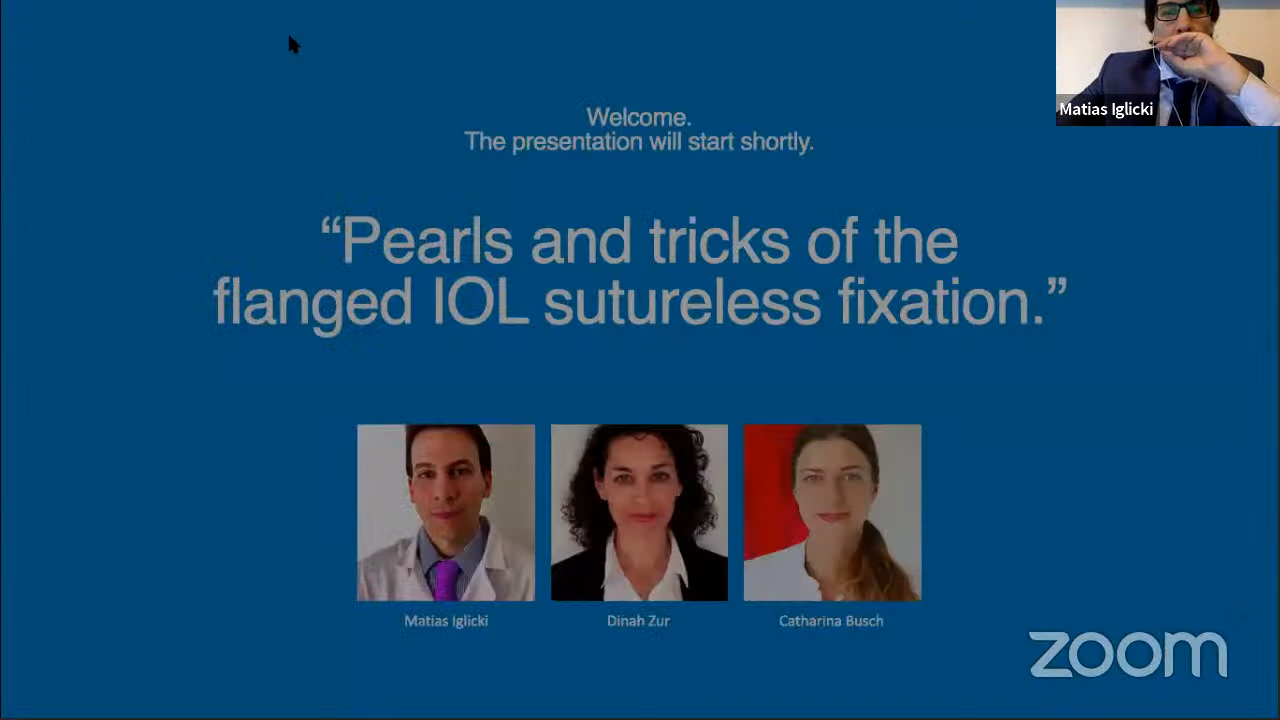 Matias Iglicki
Welcome.
The presentation will start shortly.
“Pearls and tricks of the
flanged IOL sutureless fixation.”
Matias Iglicki
Dinah Zur
Catharina Busch
zoom